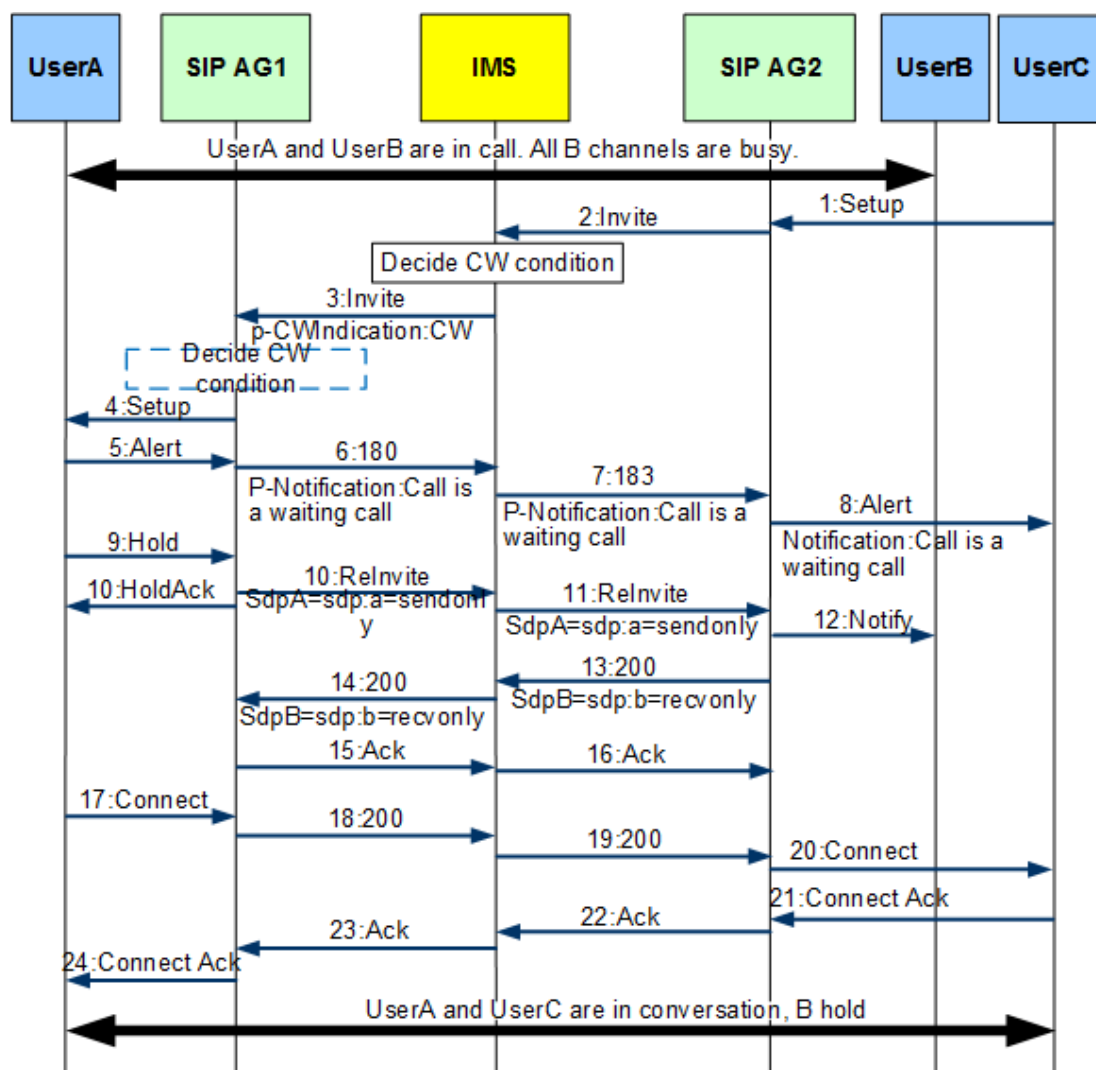 UserA
SIP AG1
IMS
SIP AG2
UserB
UserC
UserA and UserB are in call. All B channels are busy.
1:Setup
2:Invite
Decide CW condition
3:Invite
p-CWIndication:CW
Decide CW
condition
4:Setup
5:Alert
6:180
P-Notification:Call is
a waiting call
7:183
P-Notification:Call is a
waiting call
8:Alert
Notification:Call is a
waiting call
9:Hold
10:HoldAck
10:ReInvite
SdpA=sdp:a=sendonl
y
11:ReInvite
SdpA=sdp:a=sendonly
12:Notify
13:200
SdpB=sdp:b=recvonly
14:200
SdpB=sdp:b=recvonly
15:Ack
16:Ack
17:Connect
18:200
19:200
20:Connect
21:Connect Ack
22:Ack
23:Ack
24:Connect Ack
UserA and UserC are in conversation, B hold